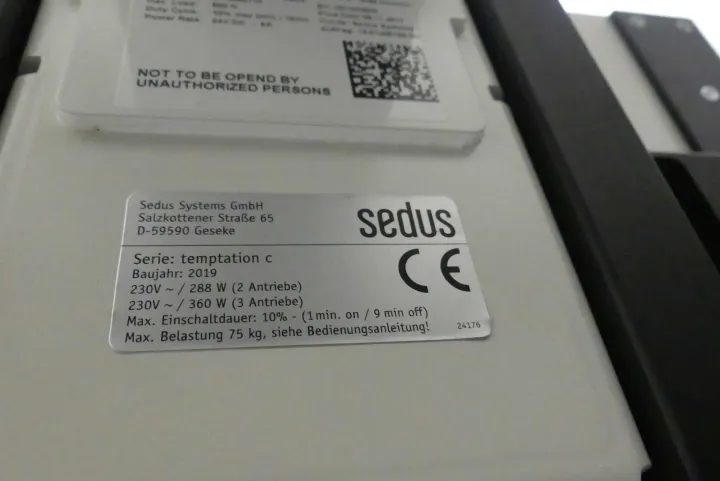 NOT TO BE OPEND BY
UNAUTHORIZED PERSONS
Sedus Systems GmbH
Salzkottener Straße 65
D-59590 Geseke
sedus
Serie: temptation c
Baujahr: 2019
230V ~ / 288 W (2 Antriebe)
230V ~ / 360 W (3 Antriebe)
Max. Einschaltdauer: 10% - (1 min. on / 9 min off)
Max. Belastung 75 kg, siehe Bedienungsanleitung!
24176
CE